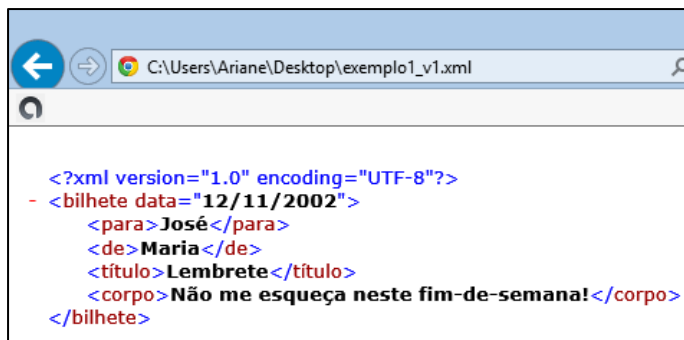 C:\Users\Ariane\Desktop\exemplo1_v1.xml
<?xml version="1.0" encoding="UTF-8"?>
- <bilhete data="12/11/2002">
<para>José</para>
<de>Maria</de>
<título>Lembrete</título>
<corpo>Não me esqueça neste fim-de-semana!</corpo>
</bilhete>